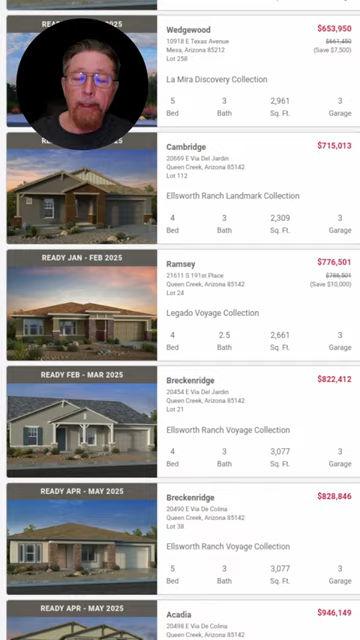 Wedgewood
$653,950
10918 E Texas Avenue
$661,450
Mesa, Arizona 85212
(Save $7,500)
Lot 258
La Mira Discovery Collection
5 3 2,961 3
Bed Bath Sq. Ft. Garage
Cambridge
$715,013
20669 E Via Del Jardin
Queen Creek, Arizona 85142
Lot 112
Ellsworth Ranch Landmark Collection
4 3 2,309 3
Bed Bath Sq. Ft. Garage
READY JAN - FEB 2025
Ramsey
$776,501
21611 S 191st Place
$786,501
Queen Creek, Arizona 85142
(Save $10,000)
Lot 24
Legado Voyage Collection
4 2.5 2,661 3
Bed Bath Sq. Ft. Garage
READY FEB - MAR 2025
Breckenridge
$822,412
20454 E Via Del Jardin
Queen Creek, Arizona 85142
Lot 21
Ellsworth Ranch Voyage Collection
4 3 3,077 3
Bed Bath Sq. Ft. Garage
READY APR - MAY 2025
Breckenridge
$828,846
20490 E Via De Colina
Queen Creek, Arizona 85142
Lot 38
Ellsworth Ranch Voyage Collection
5 3 3,077 3
Bed Bath Sq. Ft. Garage
READY APR - MAY 2025
Acadia
$946,149
20498 E Via De Colina